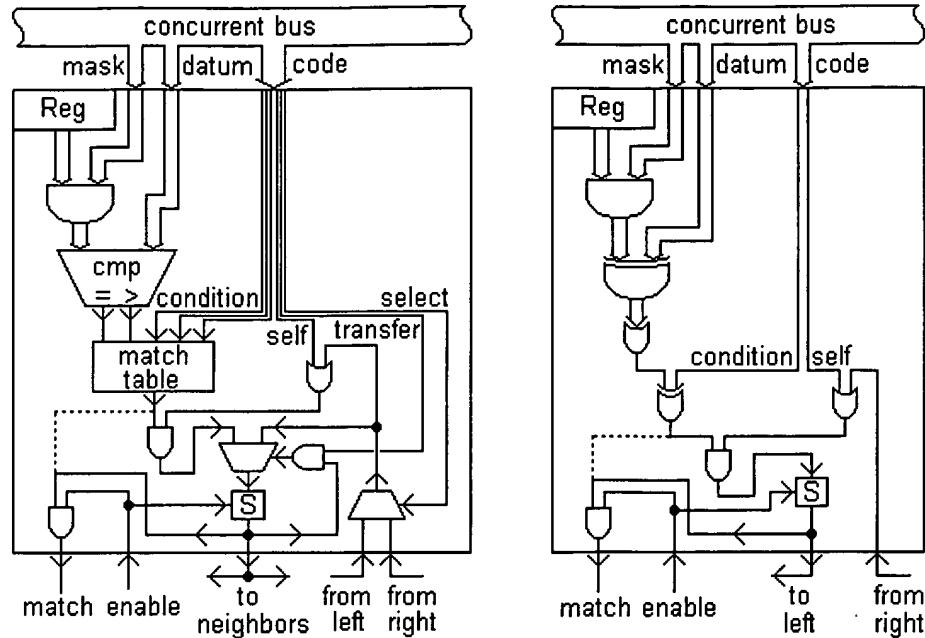 concurrent bus
mask datum code
Reg
cmp
= >
condition
select
self
transfer
match
table
S
match enable
to
neighbors
from
left
from
right
concurrent bus
mask datum code
Reg
condition self
S
match enable
to
left
from
right